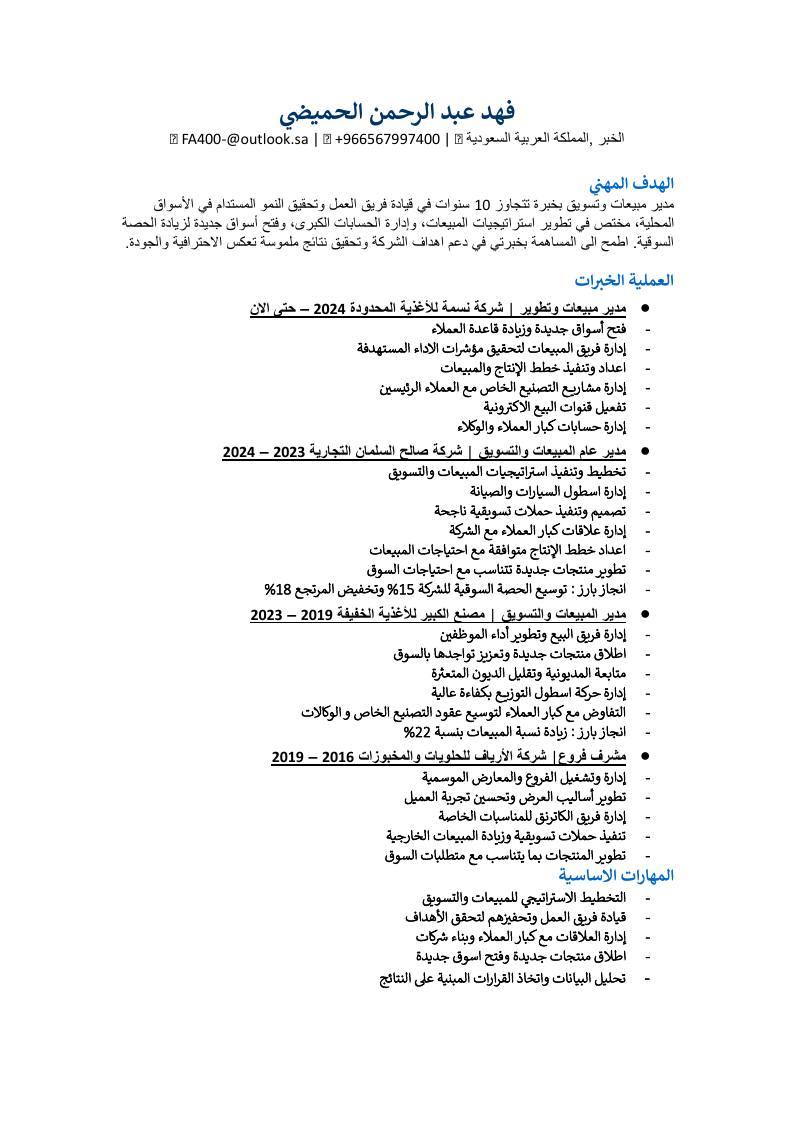 فهد عبد الرحمن الحميضي
الخبر ,المملكة العربية السعودية | +966567997400 | FA400-@outlook.sa
الهدف المهني
مدير مبيعات وتسويق بخبرة تتجاوز 10 سنوات في قيادة فريق العمل وتحقيق النمو المستدام في الأسواق
المحلية، مختص في تطوير استراتيجيات المبيعات، وإدارة الحسابات الكبرى، وفتح أسواق جديدة لزيادة الحصة
السوقية. اطمح الى المساهمة بخبرتي في دعم اهداف الشركة وتحقيق نتائج ملموسة تعكس الاحترافية والجودة.
العملية الخبرات
● مدير مبيعات وتطوير | شركة نسمة للأغذية المحدودة 2024 – حتى الان
- فتح أسواق جديدة وزيادة قاعدة العملاء
- إدارة فريق المبيعات لتحقيق مؤشرات الاداء المستهدفة
- اعداد وتنفيذ خطط الإنتاج والمبيعات
- إدارة مشاريع التصنيع الخاص مع العملاء الرئيسين
- تفعيل قنوات البيع الاكترونية
- إدارة حسابات كبار العملاء والوكلاء
● مدير عام المبيعات والتسويق | شركة صالح السلمان التجارية 2023 – 2024
- تخطيط وتنفيذ استراتيجيات المبيعات والتسويق
- إدارة اسطول السيارات والصيانة
- تصميم وتنفيذ حملات تسويقية ناجحة
- إدارة علاقات كبار العملاء مع الشركة
- اعداد خطط الإنتاج متوافقة مع احتياجات المبيعات
- تطوير منتجات جديدة تتناسب مع احتياجات السوق
- انجاز بارز : توسيع الحصة السوقية للشركة 15% وتخفيض المرتجع 18%
● مدير المبيعات والتسويق | مصنع الكبير للأغذية الخفيفة 2019 – 2023
- إدارة فريق البيع وتطوير أداء الموظفين
- اطلاق منتجات جديدة وتعزيز تواجدها بالسوق
- متابعة المديونية وتقليل الديون المتعثرة
- إدارة حركة اسطول التوزيع بكفاءة عالية
- التفاوض مع كبار العملاء لتوسيع عقود التصنيع الخاص و الوكالات
- انجاز بارز : زيادة نسبة المبيعات بنسبة 22%
● مشرف فروع| شركة الأرياف للحلويات والمخبوزات 2016 – 2019
- إدارة وتشغيل الفروع والمعارض الموسمية
- تطوير أساليب العرض وتحسين تجربة العميل
- إدارة فريق الكاترنق للمناسبات الخاصة
- تنفيذ حملات تسويقية وزيادة المبيعات الخارجية
- تطوير المنتجات بما يتناسب مع متطلبات السوق
المهارات الاساسية
- التخطيط الاستراتيجي للمبيعات والتسويق
- قيادة فريق العمل وتحفيزهم لتحقق الأهداف
- إدارة العلاقات مع كبار العملاء وبناء شركات
- اطلاق منتجات جديدة وفتح اسوق جديدة
- تحليل البيانات واتخاذ القرارات المبنية على النتائج